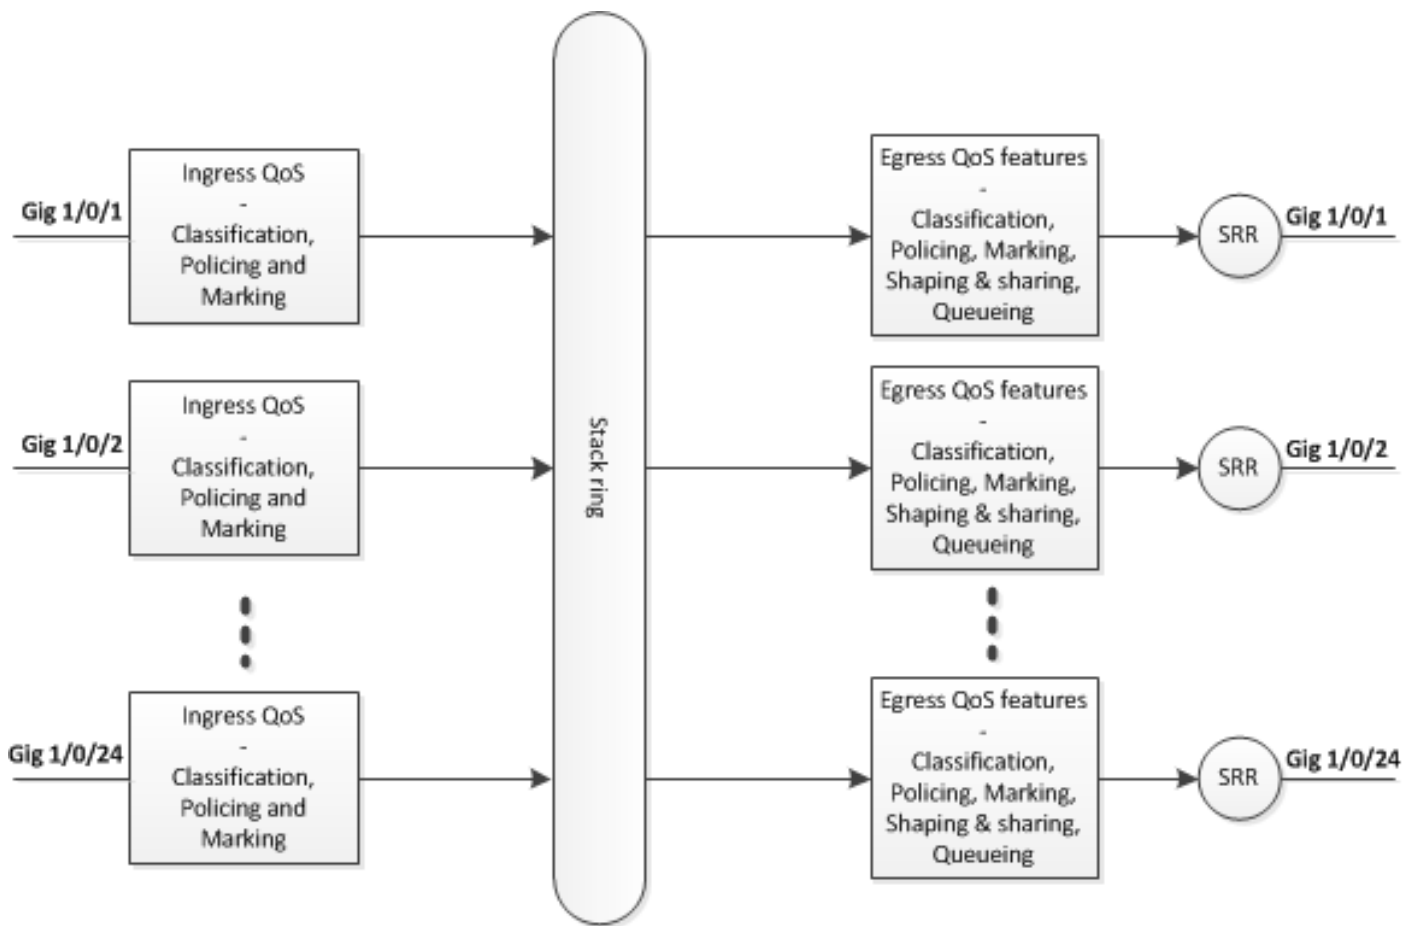 Gig 1/0/1
Ingress QoS
-
Classification,
Policing and
Marking
Egress QoS features
-
Classification,
Policing, Marking,
Shaping & sharing,
Queueing
SRR
Gig 1/0/1
Gig 1/0/2
Ingress QoS
-
Classification,
Policing and
Marking
Stack ring
Egress QoS features
-
Classification,
Policing, Marking,
Shaping & sharing,
Queueing
SRR
Gig 1/0/2
Gig 1/0/24
Ingress QoS
-
Classification,
Policing and
Marking
Egress QoS features
-
Classification,
Policing, Marking,
Shaping & sharing,
Queueing
SRR
Gig 1/0/24